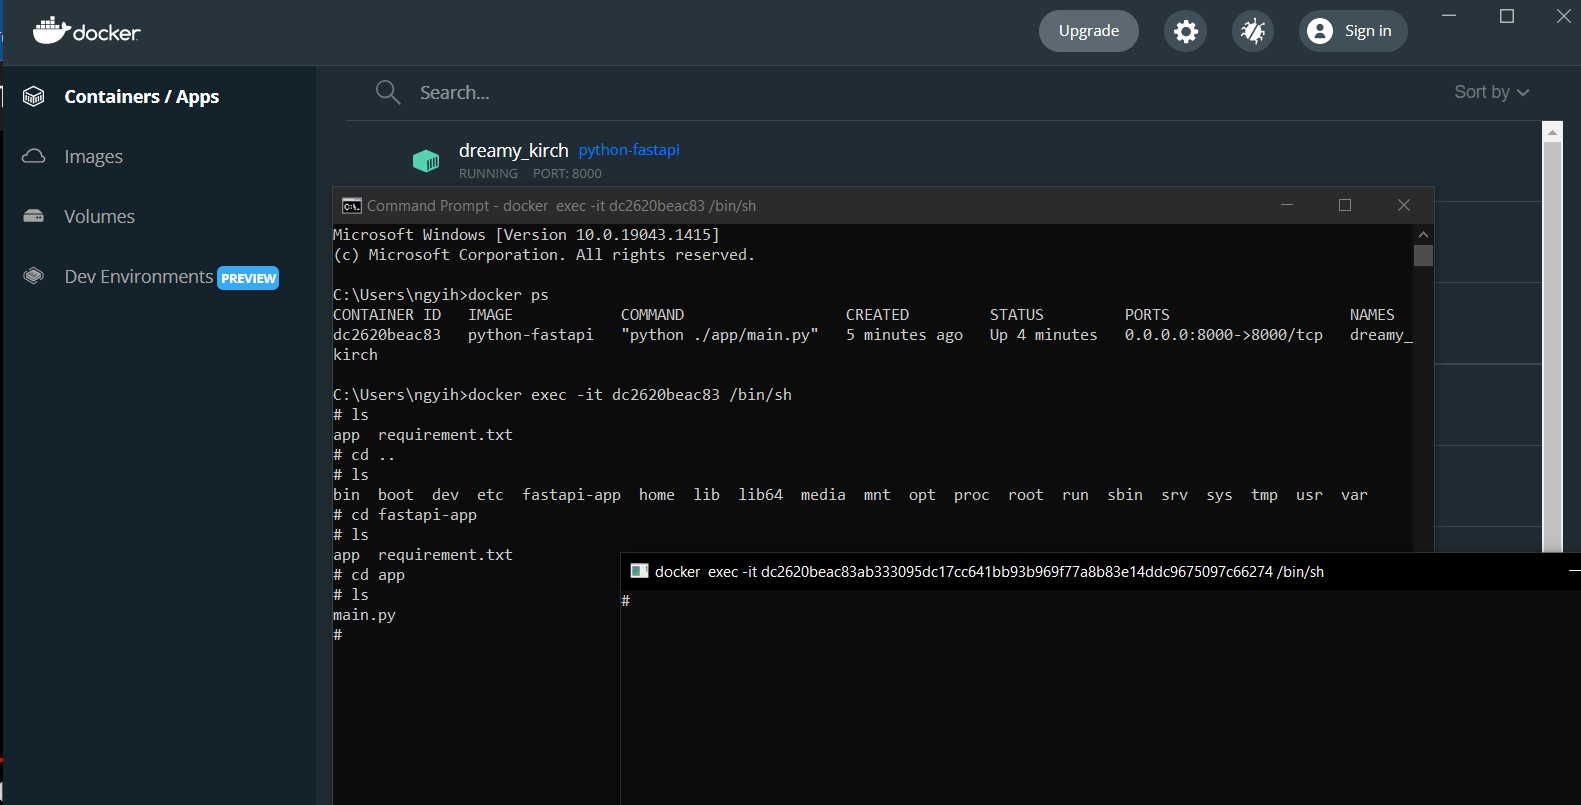 docker
Upgrade
Sign in
Containers / Apps
Images
Volumes
Dev Environments PREVIEW
Search...
Sort by
dreamy_kirch python-fastapi
RUNNING PORT: 8000
Command Prompt - docker  exec -it dc2620beac83 /bin/sh
Microsoft Windows [Version 10.0.19043.1415]
(c) Microsoft Corporation. All rights reserved.
C:\Users\ngyih>docker ps
CONTAINER ID   IMAGE            COMMAND                  CREATED         STATUS         PORTS                    NAMES
dc2620beac83   python-fastapi   "python ./app/main.py"   5 minutes ago   Up 4 minutes   0.0.0.0:8000->8000/tcp   dreamy_
kirch
C:\Users\ngyih>docker exec -it dc2620beac83 /bin/sh
# ls
app  requirement.txt
# cd ..
# ls
bin  boot  dev  etc  fastapi-app  home  lib  lib64  media  mnt  opt  proc  root  run  sbin  srv  sys  tmp  usr  var
# cd fastapi-app
# ls
app  requirement.txt
# cd app
# ls
main.py
#
docker  exec -it dc2620beac83ab333095dc17cc641bb93b969f77a8b83e14ddc9675097c66274 /bin/sh
#